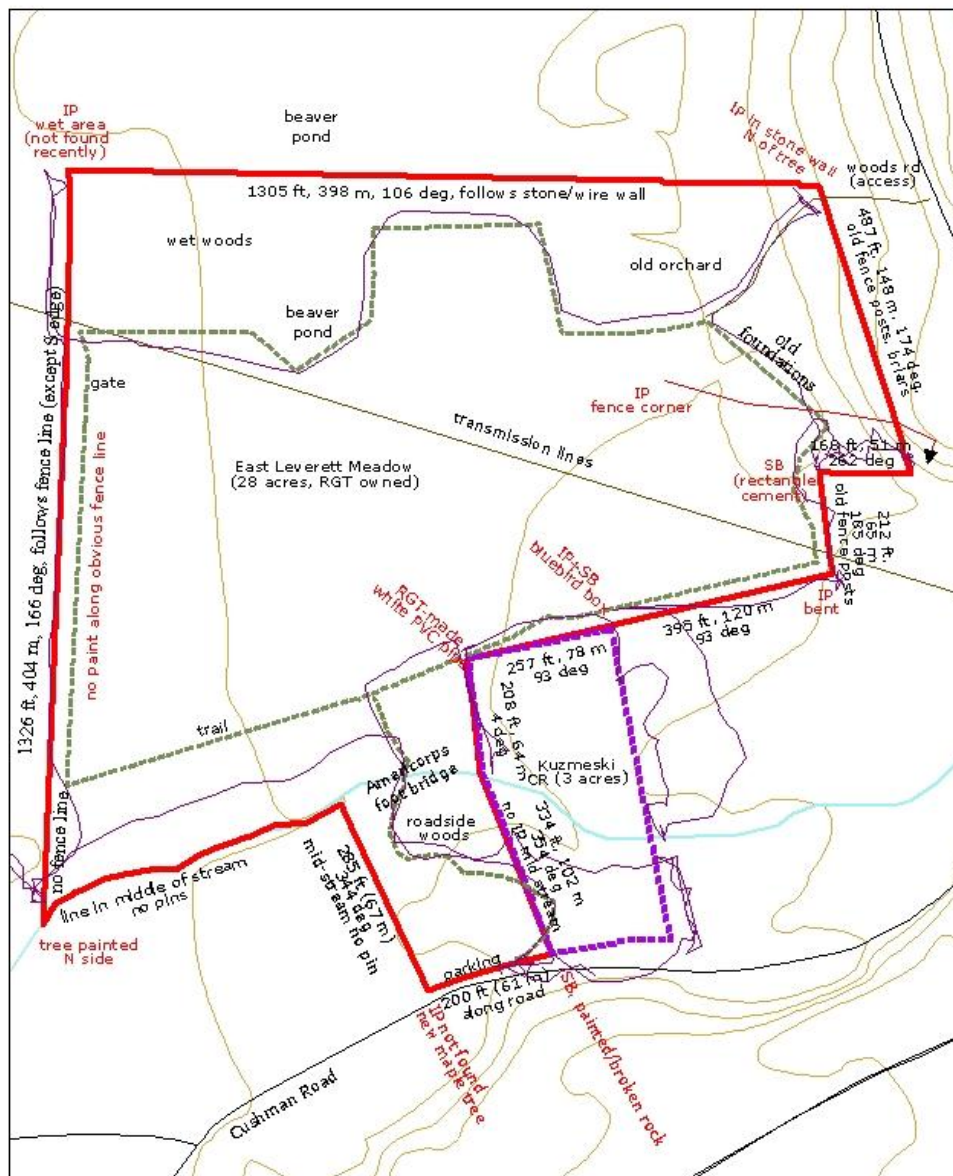 IP
wet area
(not found
recently)
beaver
pond
IP in stone wall
N of tree
woods rd
(access)
1305 ft, 398 m, 106 deg, follows stone/wire wall
wet woods
old orchard
487 ft, 148 m, 174 deg,
old fence posts, briars
beaver
pond
old
foundations
gate
IP
fence corner
transmission lines
1326 ft, 404 m, 166 deg, follows fence line (except S edge)
no paint along obvious fence line
East Leverett Meadow
(28 acres, RGT owned)
168 ft, 51 m
262 deg
SB
(rectangle
cement)
212 ft,
65 m,
185 deg
old fence posts
IP+SB
bluebird box
IP
bent
RGT-made
white PVC pipe
395 ft, 120 m
93 deg
257 ft, 78 m
93 deg
208 ft, 64 m
4 deg
trail
Kuzmeski
CR (3 acres)
Americorps
foot bridge
roadside
woods
334 ft, 102 m
354 deg
no IP mid stream
no fence line
line in middle of stream
no pins
285 ft (67 m)
344 deg
mid-stream no pin
tree painted
N side
parking
200 ft (61 m)
along road
SB, painted/broken rock
IP not found
new maple tree
Cushman Road